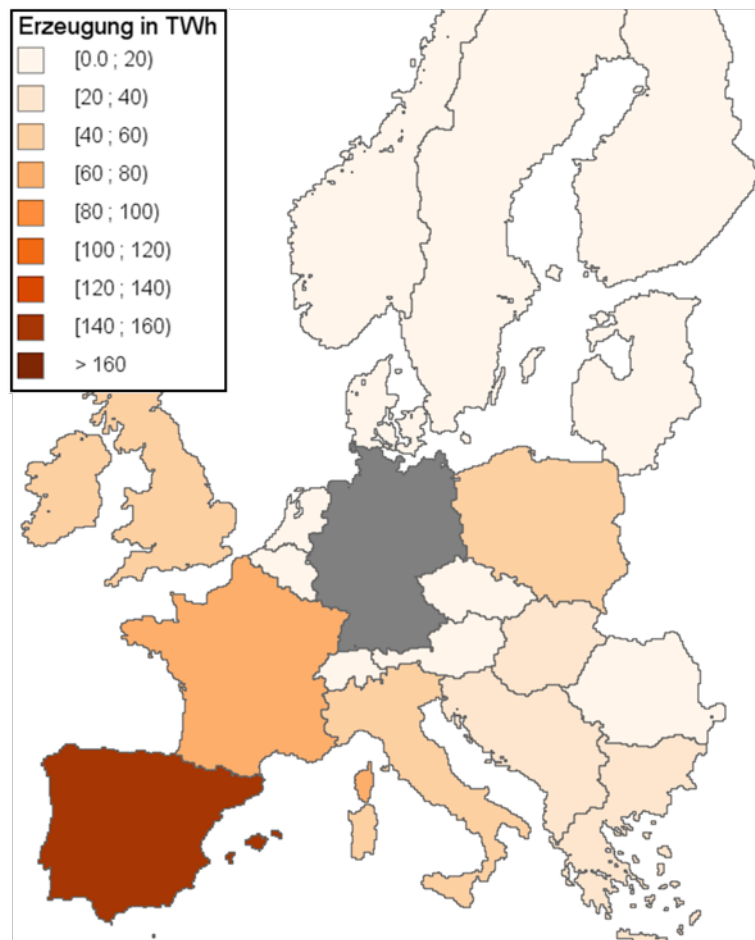 Erzeugung in TWh
[0.0 ; 20)
[20 ; 40)
[40 ; 60)
[60 ; 80)
[80 ; 100)
[100 ; 120)
[120 ; 140)
[140 ; 160)
> 160